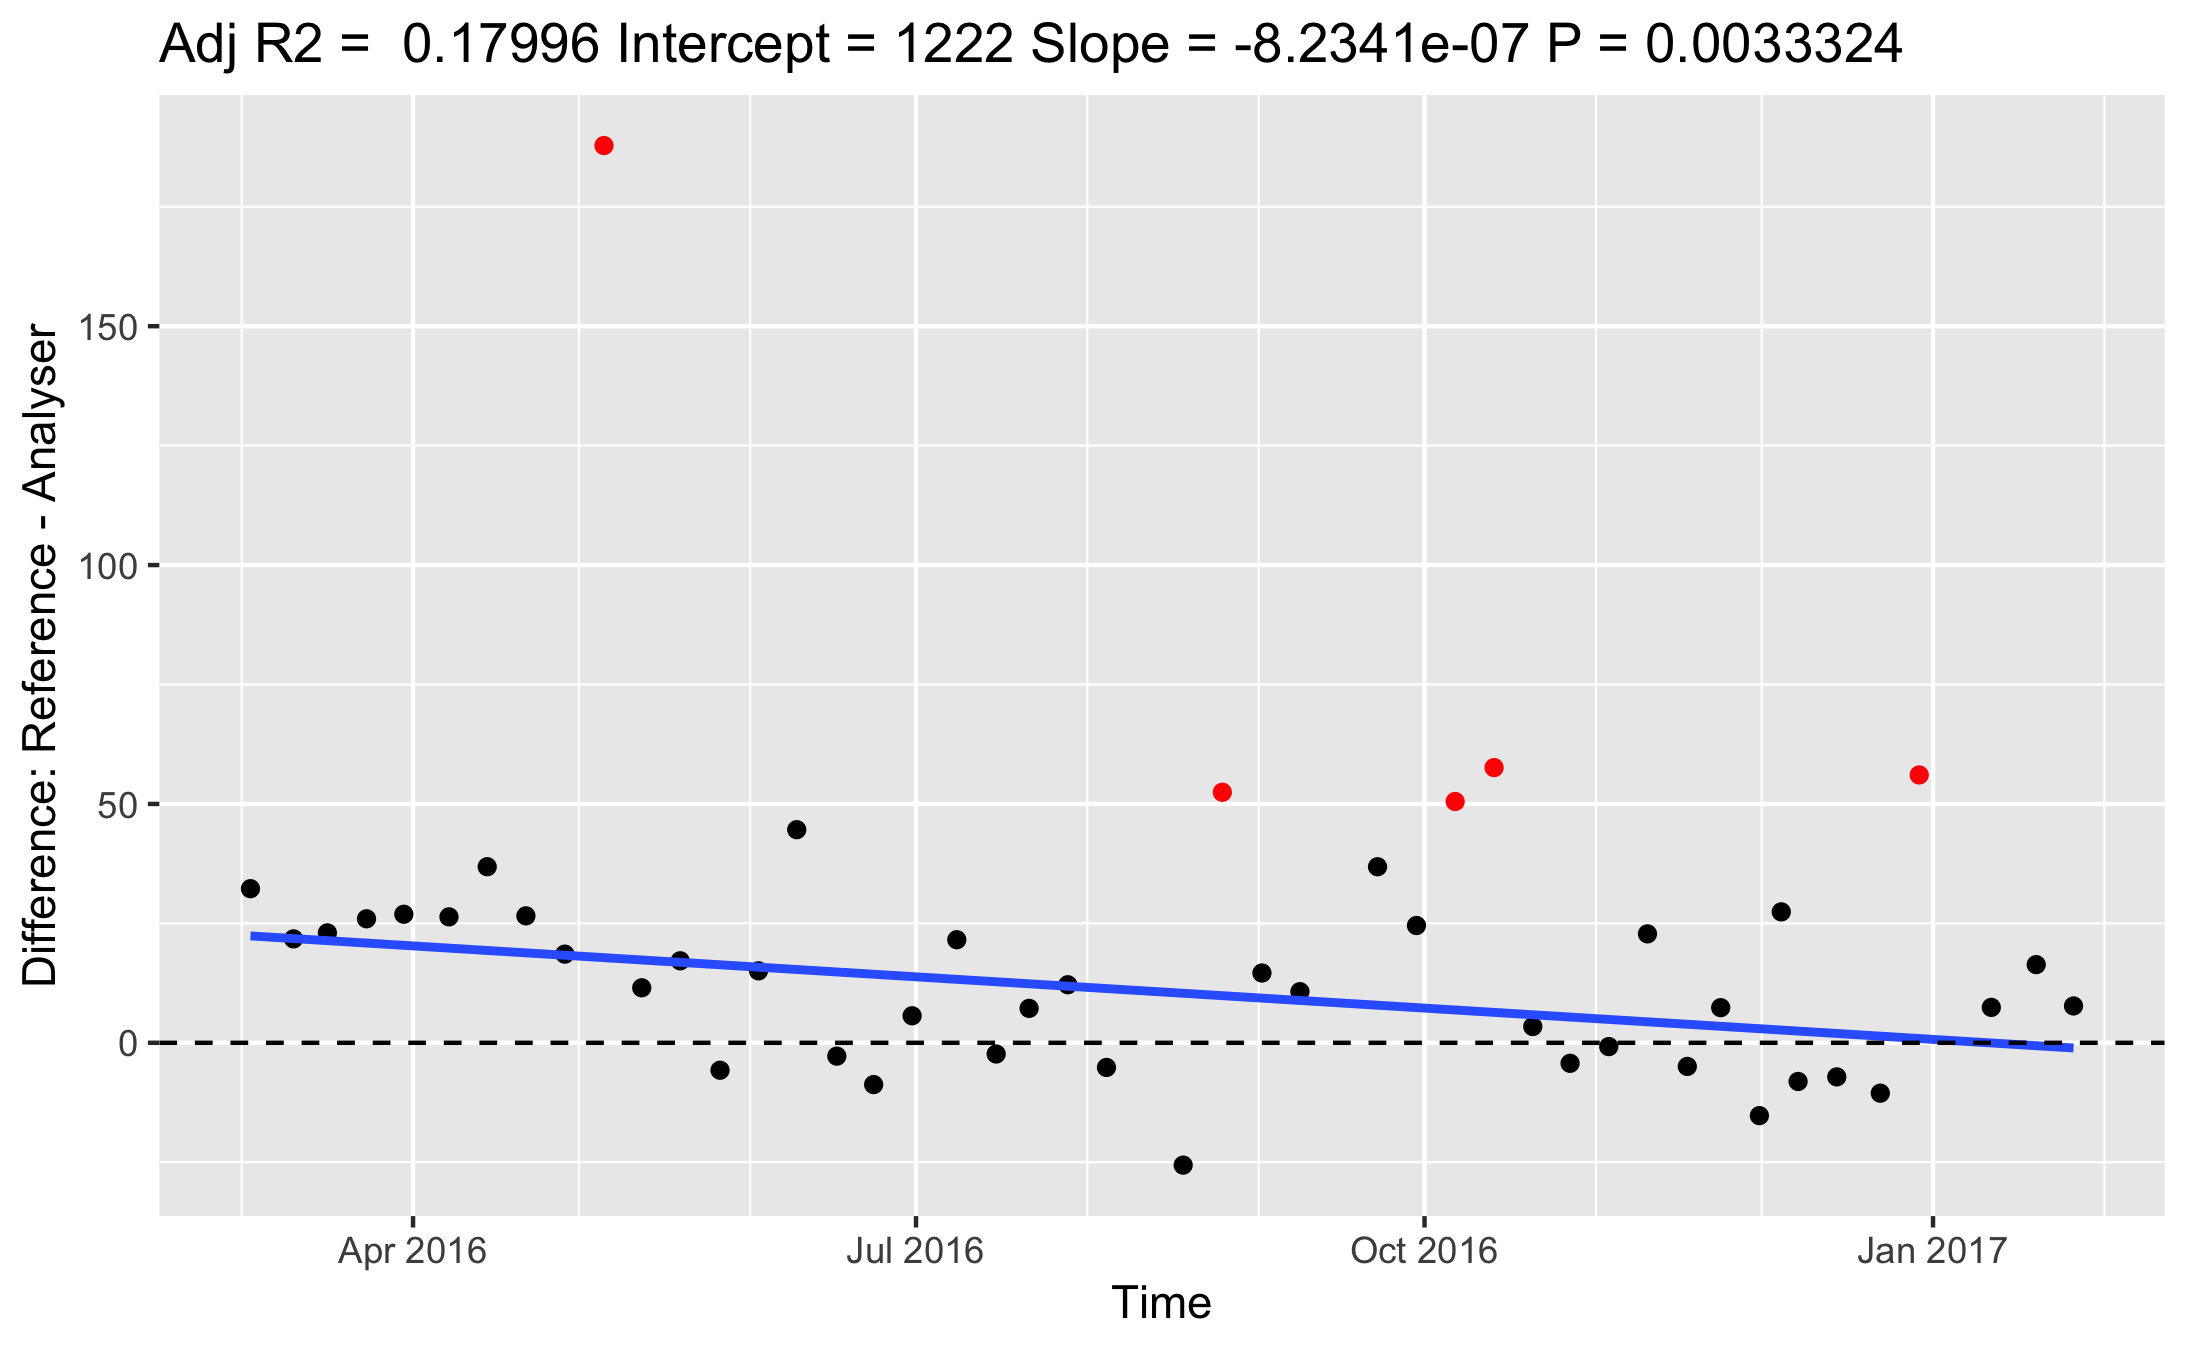 Adj R2 =  0.17996 Intercept = 1222 Slope = -8.2341e-07 P = 0.0033324
Difference: Reference - Analyser
150
100
50
0
Apr 2016
Jul 2016
Oct 2016
Jan 2017
Time